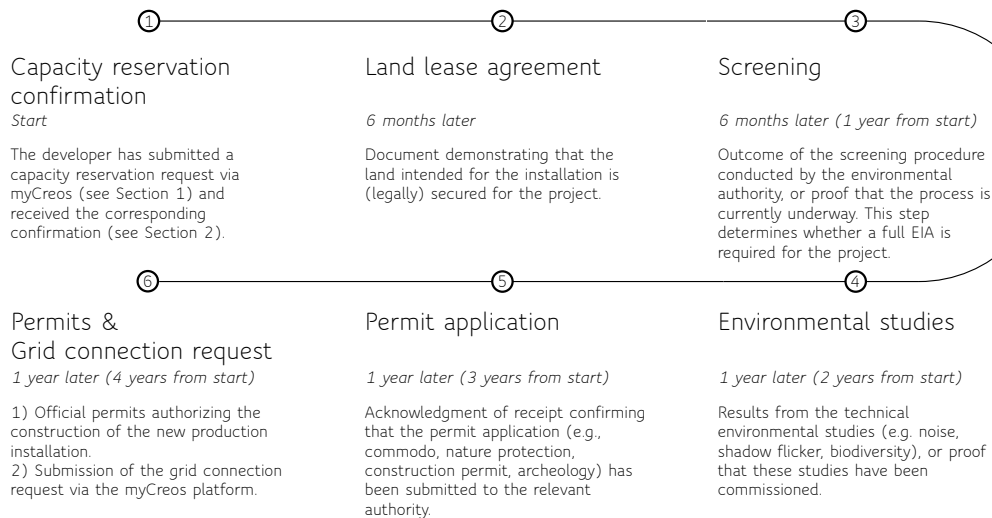 1
2
3
Capacity reservation
confirmation
Start
The developer has submitted a
capacity reservation request via
myCreos (see Section 1) and
received the corresponding
confirmation (see Section 2).
Land lease agreement
6 months later
Document demonstrating that the
land intended for the installation is
(legally) secured for the project.
Screening
6 months later (1 year from start)
Outcome of the screening procedure
conducted by the environmental
authority, or proof that the process is
currently underway. This step
determines whether a full EIA is
required for the project.
4
Environmental studies
1 year later (2 years from start)
Results from the technical
environmental studies (e.g. noise,
shadow flicker, biodiversity), or proof
that these studies have been
commissioned.
5
Permit application
1 year later (3 years from start)
Acknowledgment of receipt confirming
that the permit application (e.g.,
commodo, nature protection,
construction permit, archeology) has
been submitted to the relevant
authority.
6
Permits &
Grid connection request
1 year later (4 years from start)
1) Official permits authorizing the
construction of the new production
installation.
2) Submission of the grid connection
request via the myCreos platform.